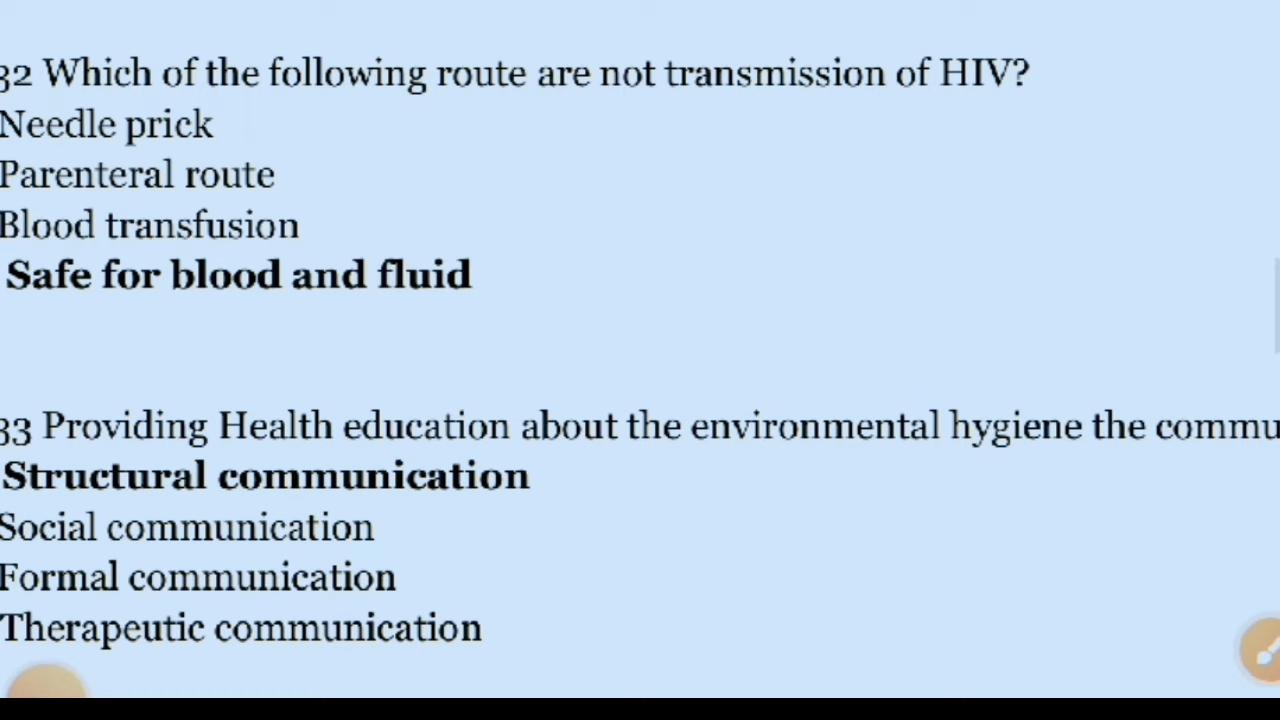 32 Which of the following route are not transmission of HIV?
Needle prick
Parenteral route
Blood transfusion
Safe for blood and fluid
33 Providing Health education about the environmental hygiene the commu
Structural communication
Social communication
Formal communication
Therapeutic communication